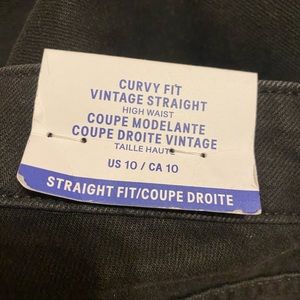 CURVY FIT
VINTAGE STRAIGHT
HIGH WAIST
COUPE MODELANTE
COUPE DROITE VINTAGE
TAILLE HAUTE
US 10 / CA 10
STRAIGHT FIT/COUPE DROITE